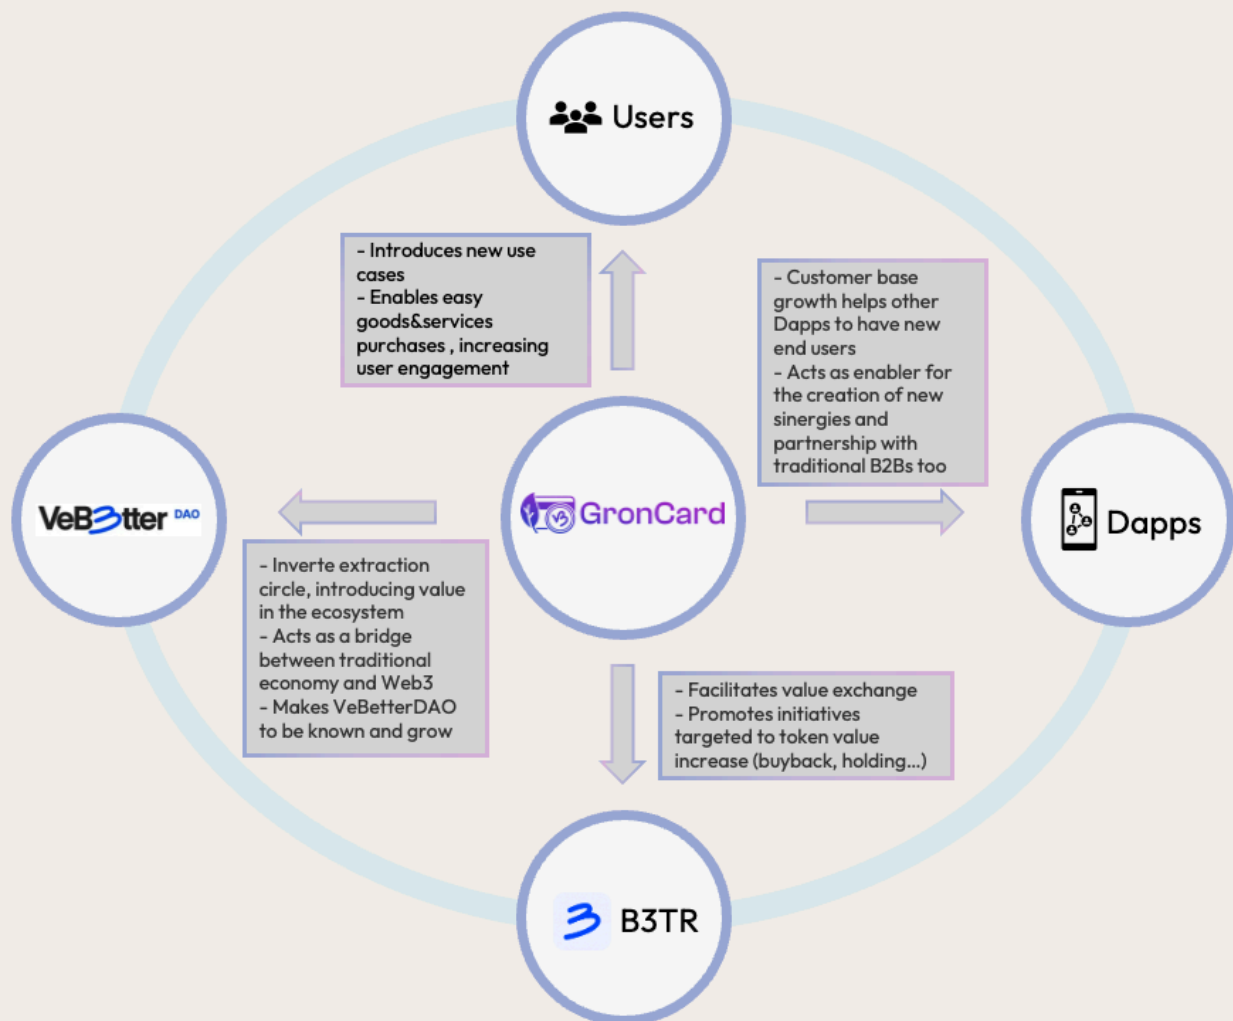 Users
- Introduces new use
cases
- Enables easy
goods&services
purchases , increasing
user engagement
- Customer base
growth helps other
Dapps to have new
end users
- Acts as enabler for
the creation of new
sinergies and
partnership with
traditional B2Bs too
VeB3tter DAO
GronCard
Dapps
- Inverte extraction
circle, introducing value
in the ecosystem
- Acts as a bridge
between traditional
economy and Web3
- Makes VeBetterDAO
to be known and grow
- Facilitates value exchange
- Promotes initiatives
targeted to token value
increase (buyback, holding...)
B3TR